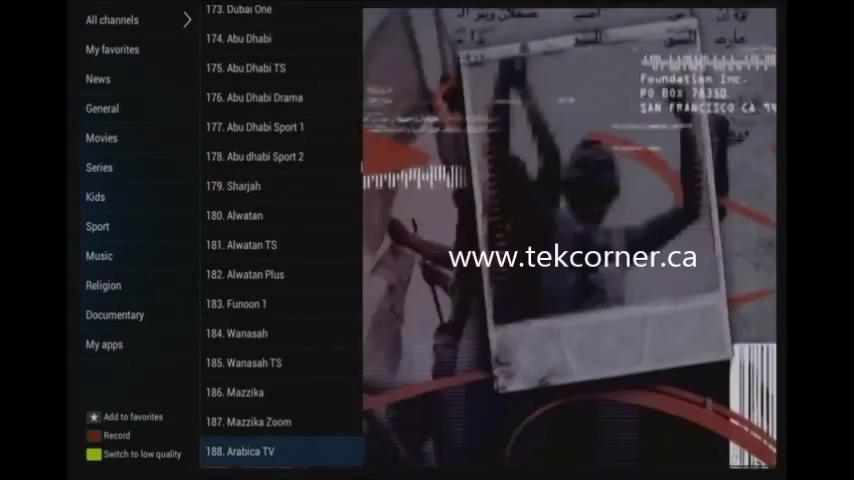 All channels
My favorites
News
General
Movies
Series
Kids
Sport
Music
Religion
Documentary
My apps
Add to favorites
Record
Switch to low quality
173. Dubai One
174. Abu Dhabi
175. Abu Dhabi TS
176. Abu Dhabi Drama
177. Abu Dhabi Sport 1
178. Abu dhabi Sport 2
179. Sharjah
180. Alwatan
181. Alwatan TS
182. Alwatan Plus
183. Funoon 1
184. Wanasah
185. Wanasah TS
186. Mazzika
187. Mazzika Zoom
188. Arabica TV
Foundation Inc.
PO BOX 78350
SAN FRANCISCO CA
www.tekcorner.ca